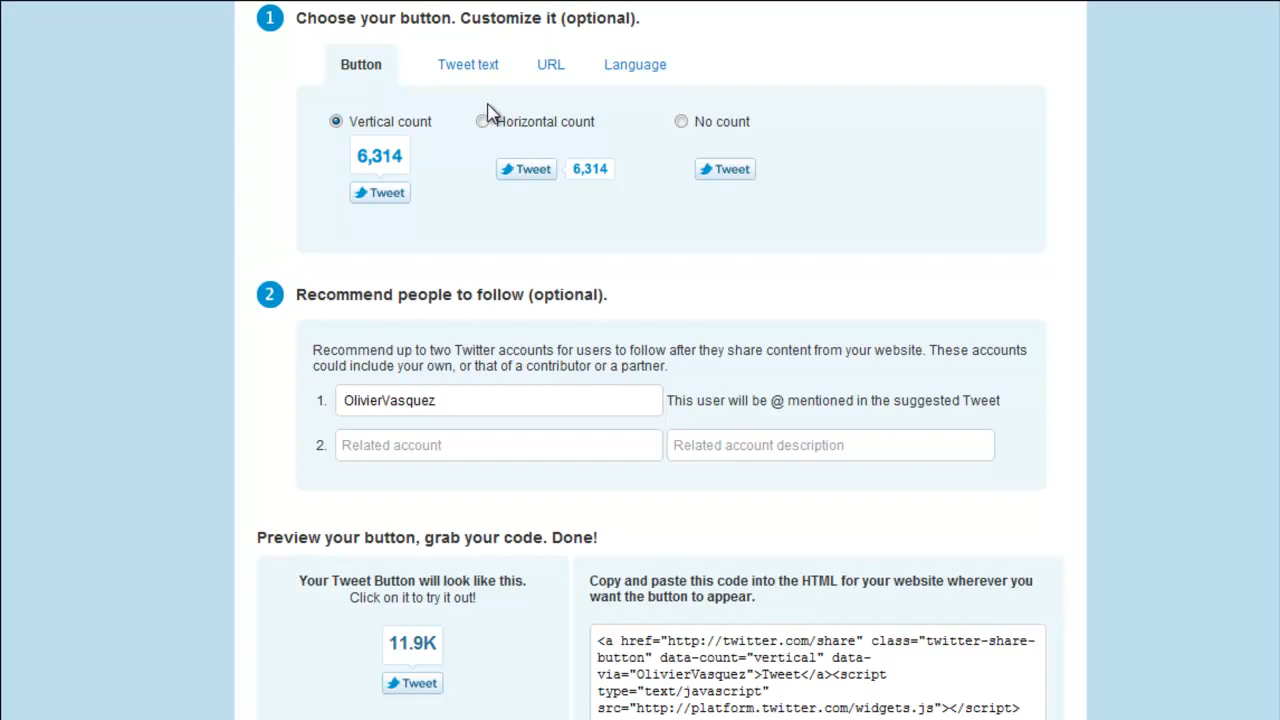 1 Choose your button. Customize it (optional).
Button Tweet text URL Language
Vertical count Horizontal count No count
6,314
Tweet 6,314 Tweet
Tweet
2 Recommend people to follow (optional).
Recommend up to two Twitter accounts for users to follow after they share content from your website. These accounts
could include your own, or that of a contributor or a partner.
1. OlivierVasquez This user will be @ mentioned in the suggested Tweet
2. Related account Related account description
Preview your button, grab your code. Done!
Your Tweet Button will look like this.
Click on it to try it out!
11.9K
Tweet
Copy and paste this code into the HTML for your website wherever you
want the button to appear.
<a href="http://twitter.com/share" class="twitter-share-
button" data-count="vertical" data-
via="OlivierVasquez">Tweet</a><script
type="text/javascript"
src="http://platform.twitter.com/widgets.js"></script>